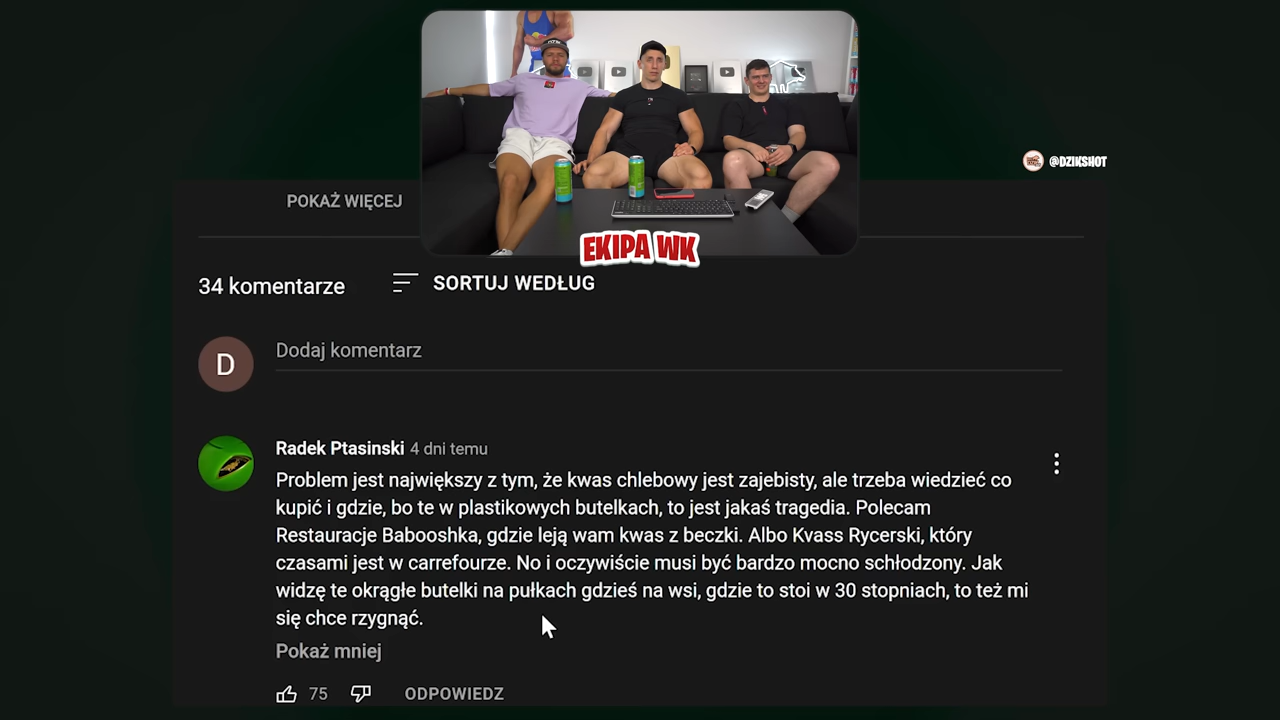 @DZIKSHOT
POKAŻ WIĘCEJ
EKIPA WK
34 komentarze
SORTUJ WEDŁUG
D
Dodaj komentarz
Radek Ptasinski 4 dni temu
Problem jest największy z tym, że kwas chlebowy jest zajebisty, ale trzeba wiedzieć co
kupić i gdzie, bo te w plastikowych butelkach, to jest jakaś tragedia. Polecam
Restauracje Babooshka, gdzie leją wam kwas z beczki. Albo Kvass Rycerski, który
czasami jest w carrefourze. No i oczywiście musi być bardzo mocno schłodzony. Jak
widzę te okrągłe butelki na pułkach gdzieś na wsi, gdzie to stoi w 30 stopniach, to też mi
się chce rzygnąć.
Pokaż mniej
75
ODPOWIEDZ